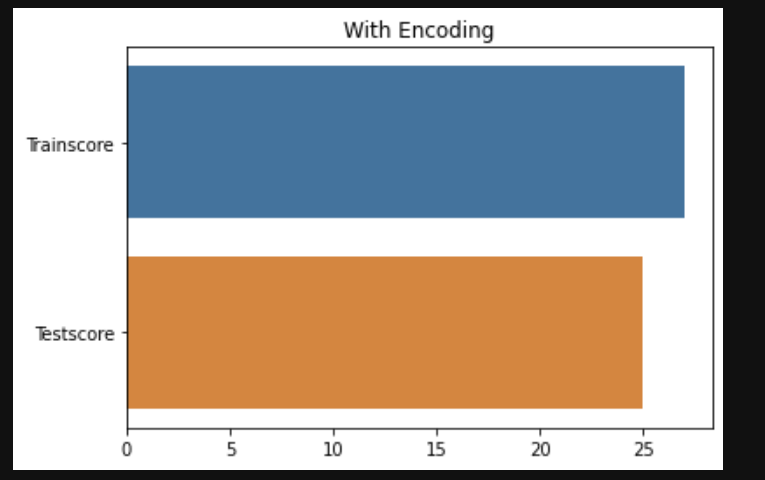 With Encoding
Trainscore
Testscore
0 5 10 15 20 25